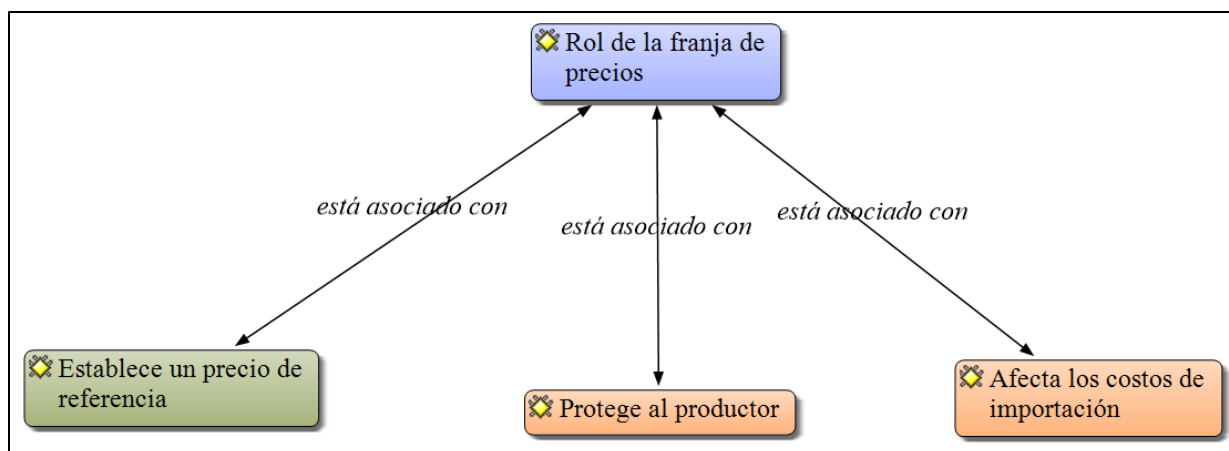 Rol de la franja de
precios
está asociado con
está asociado con
está asociado con
Establece un precio de
referencia
Protege al productor
Afecta los costos de
importación